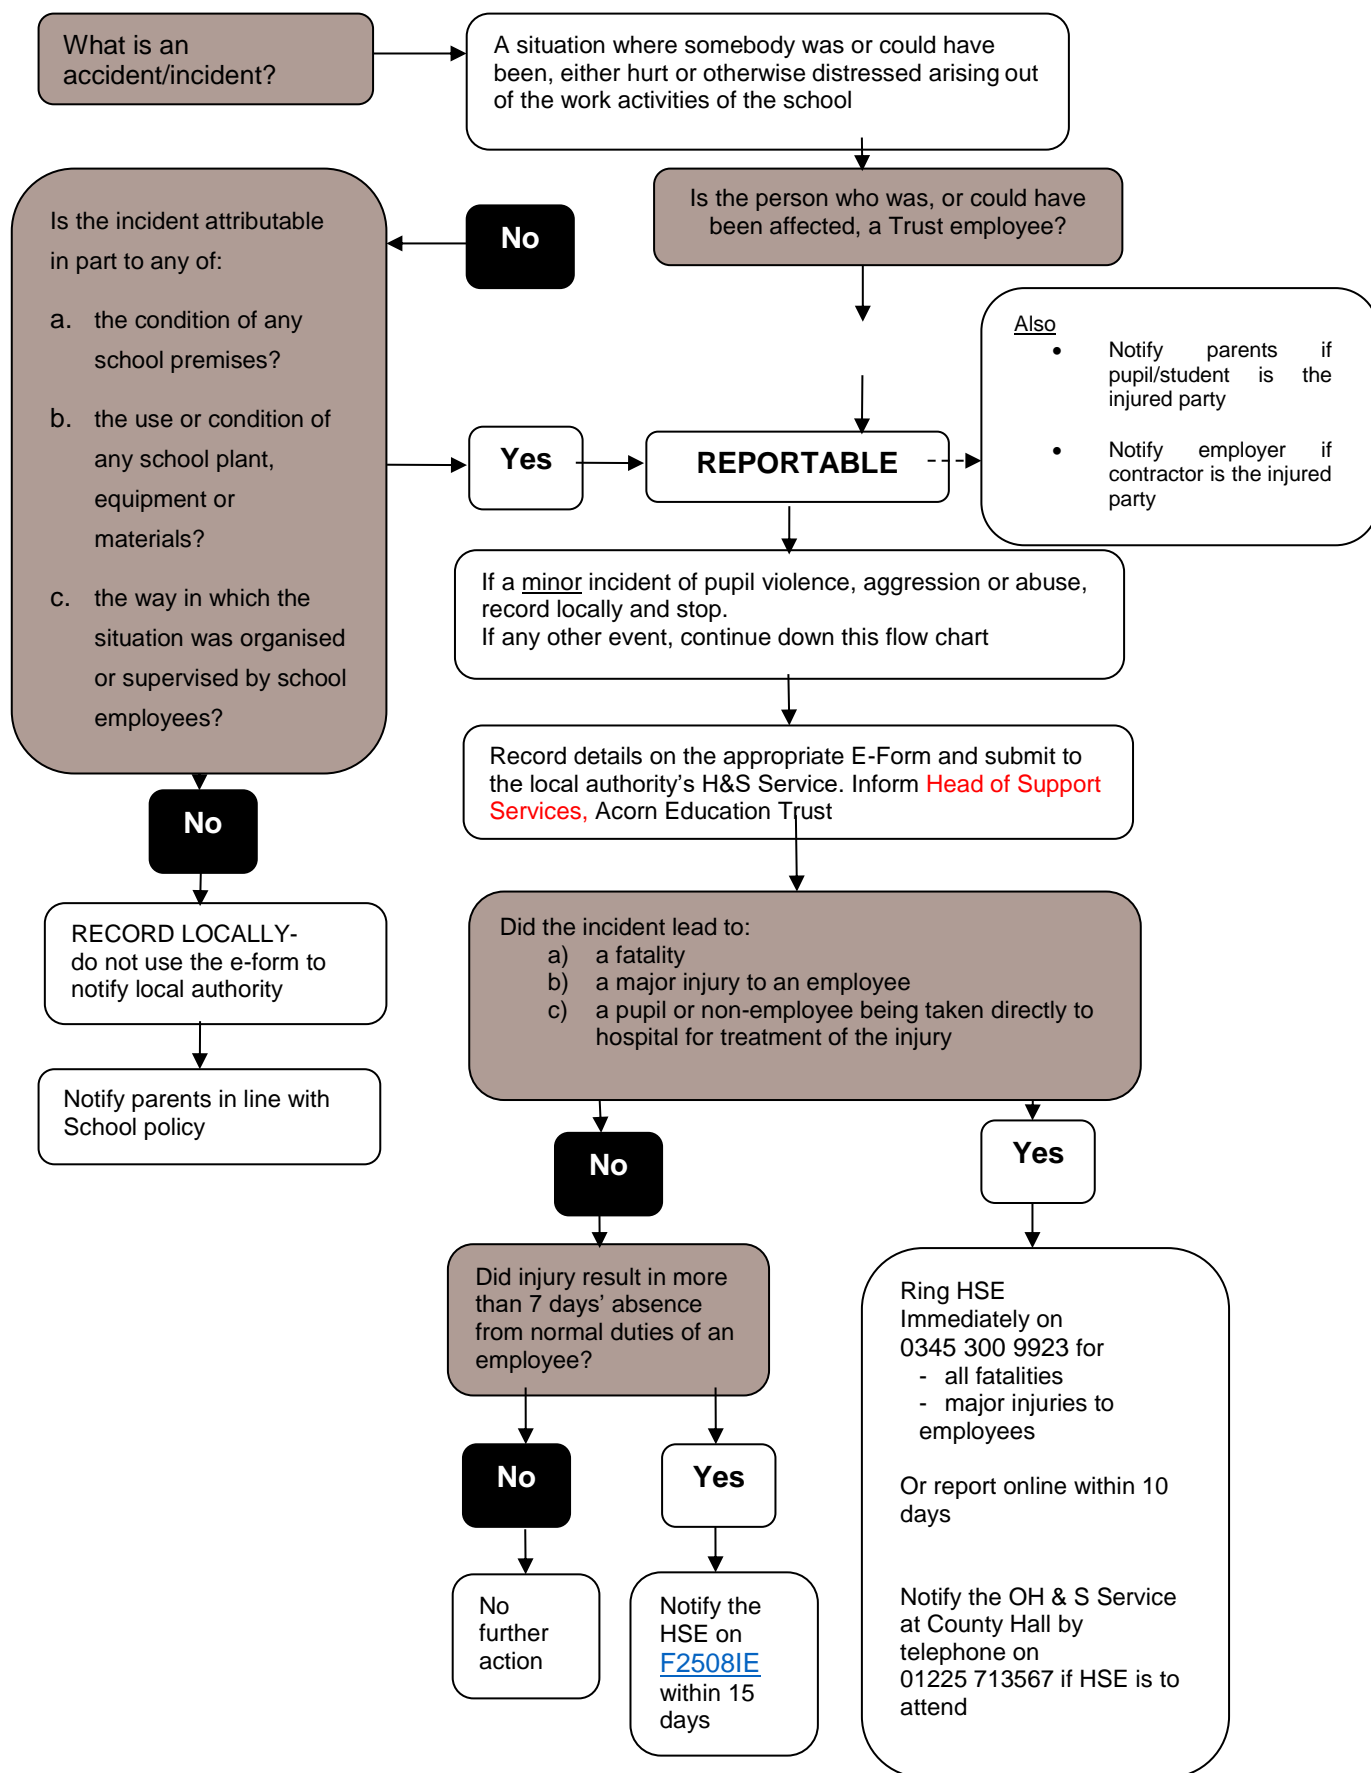 What is an
accident/incident?
A situation where somebody was or could have
been, either hurt or otherwise distressed arising out
of the work activities of the school
Is the person who was, or could have
been affected, a Trust employee?
No
Is the incident attributable
in part to any of:
a. the condition of any
school premises?
b. the use or condition of
any school plant,
equipment or
materials?
c. the way in which the
situation was organised
or supervised by school
employees?
Yes
REPORTABLE
Also
• Notify parents if
pupil/student is the
injured party
• Notify employer if
contractor is the injured
party
If a minor incident of pupil violence, aggression or abuse,
record locally and stop.
If any other event, continue down this flow chart
Record details on the appropriate E-Form and submit to
the local authority’s H&S Service. Inform Head of Support
Services, Acorn Education Trust
No
RECORD LOCALLY-
do not use the e-form to
notify local authority
Notify parents in line with
School policy
Did the incident lead to:
a) a fatality
b) a major injury to an employee
c) a pupil or non-employee being taken directly to
hospital for treatment of the injury
No
Yes
Did injury result in more
than 7 days’ absence
from normal duties of an
employee?
No
Yes
No
further
action
Notify the
HSE on
F2508IE
within 15
days
Ring HSE
Immediately on
0345 300 9923 for
- all fatalities
- major injuries to
employees
Or report online within 10
days
Notify the OH & S Service
at County Hall by
telephone on
01225 713567 if HSE is to
attend